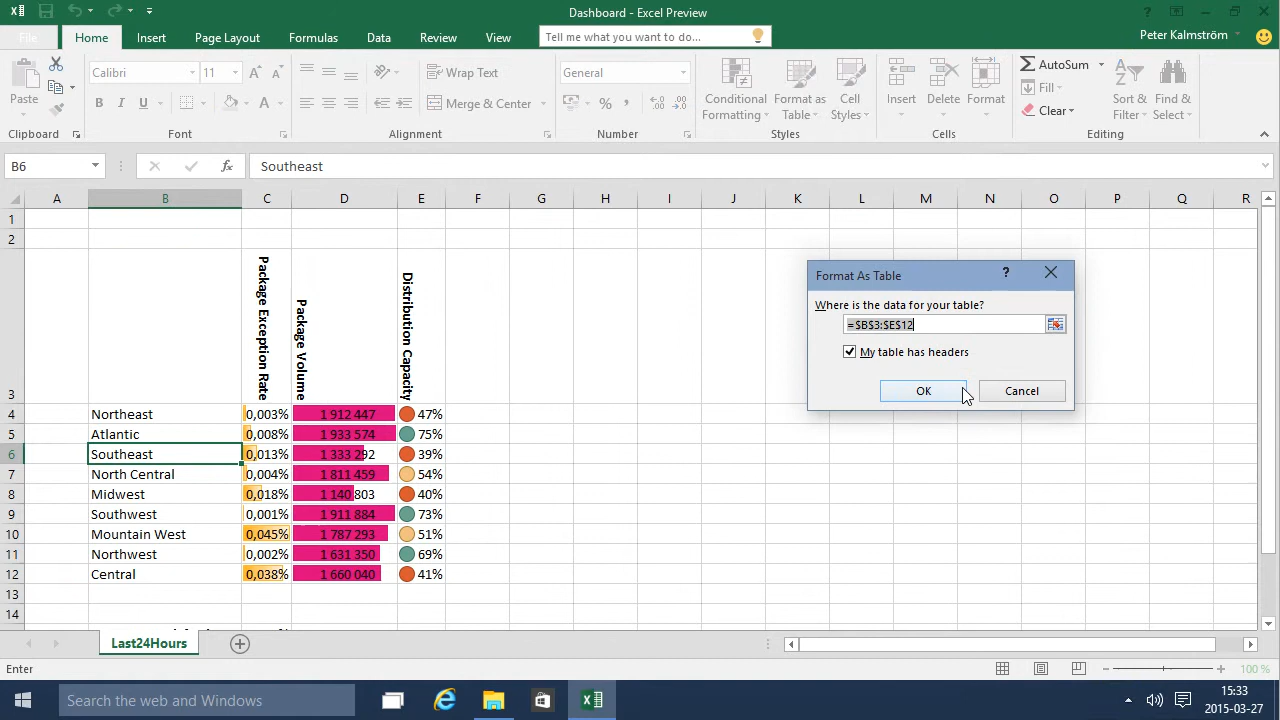 Dashboard - Excel Preview
File Home Insert Page Layout Formulas Data Review View Tell me what you want to do... Peter Kalmström
Paste
Calibri 11
B I U A
Wrap Text
Merge & Center
General
% ,
Conditional Formatting
Format as Table
Cell Styles
Insert Delete Format
AutoSum
Fill
Clear
Sort & Filter
Find & Select
Clipboard Font Alignment Number Styles Cells Editing
B6 fx Southeast
A B C D E F G H I J K L M N O P Q R
1
2
3 Package Exception Rate Package Volume Distribution Capacity
4 Northeast 0,003% 1 912 447 47%
5 Atlantic 0,008% 1 933 574 75%
6 Southeast 0,013% 1 333 292 39%
7 North Central 0,004% 1 811 459 54%
8 Midwest 0,018% 1 140 803 40%
9 Southwest 0,001% 1 911 884 73%
10 Mountain West 0,045% 1 787 293 51%
11 Northwest 0,002% 1 631 350 69%
12 Central 0,038% 1 660 040 41%
13
14
Format As Table ?
Where is the data for your table?
=$B$3:$E$12
My table has headers
OK Cancel
Last24Hours
Enter 100 %
Search the web and Windows
15:33
2015-03-27